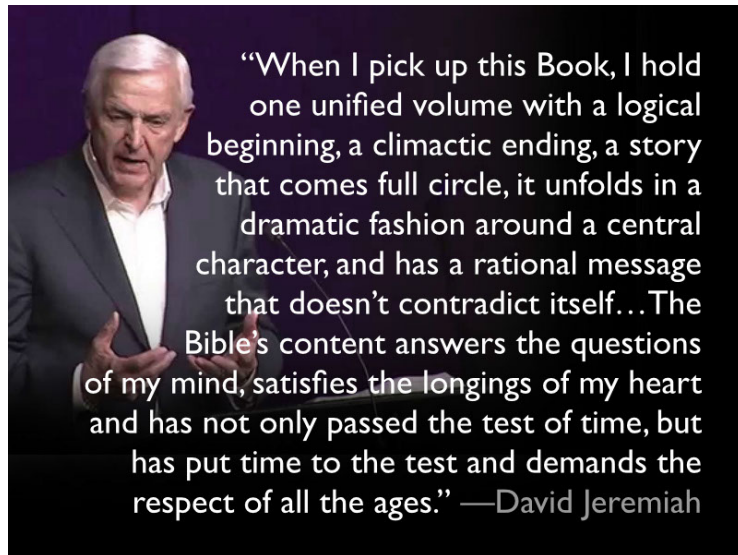 “When I pick up this Book, I hold
one unified volume with a logical
beginning, a climactic ending, a story
that comes full circle, it unfolds in a
dramatic fashion around a central
character, and has a rational message
that doesn’t contradict itself…The
Bible’s content answers the questions
of my mind, satisfies the longings of my heart
and has not only passed the test of time, but
has put time to the test and demands the
respect of all the ages.” —David Jeremiah